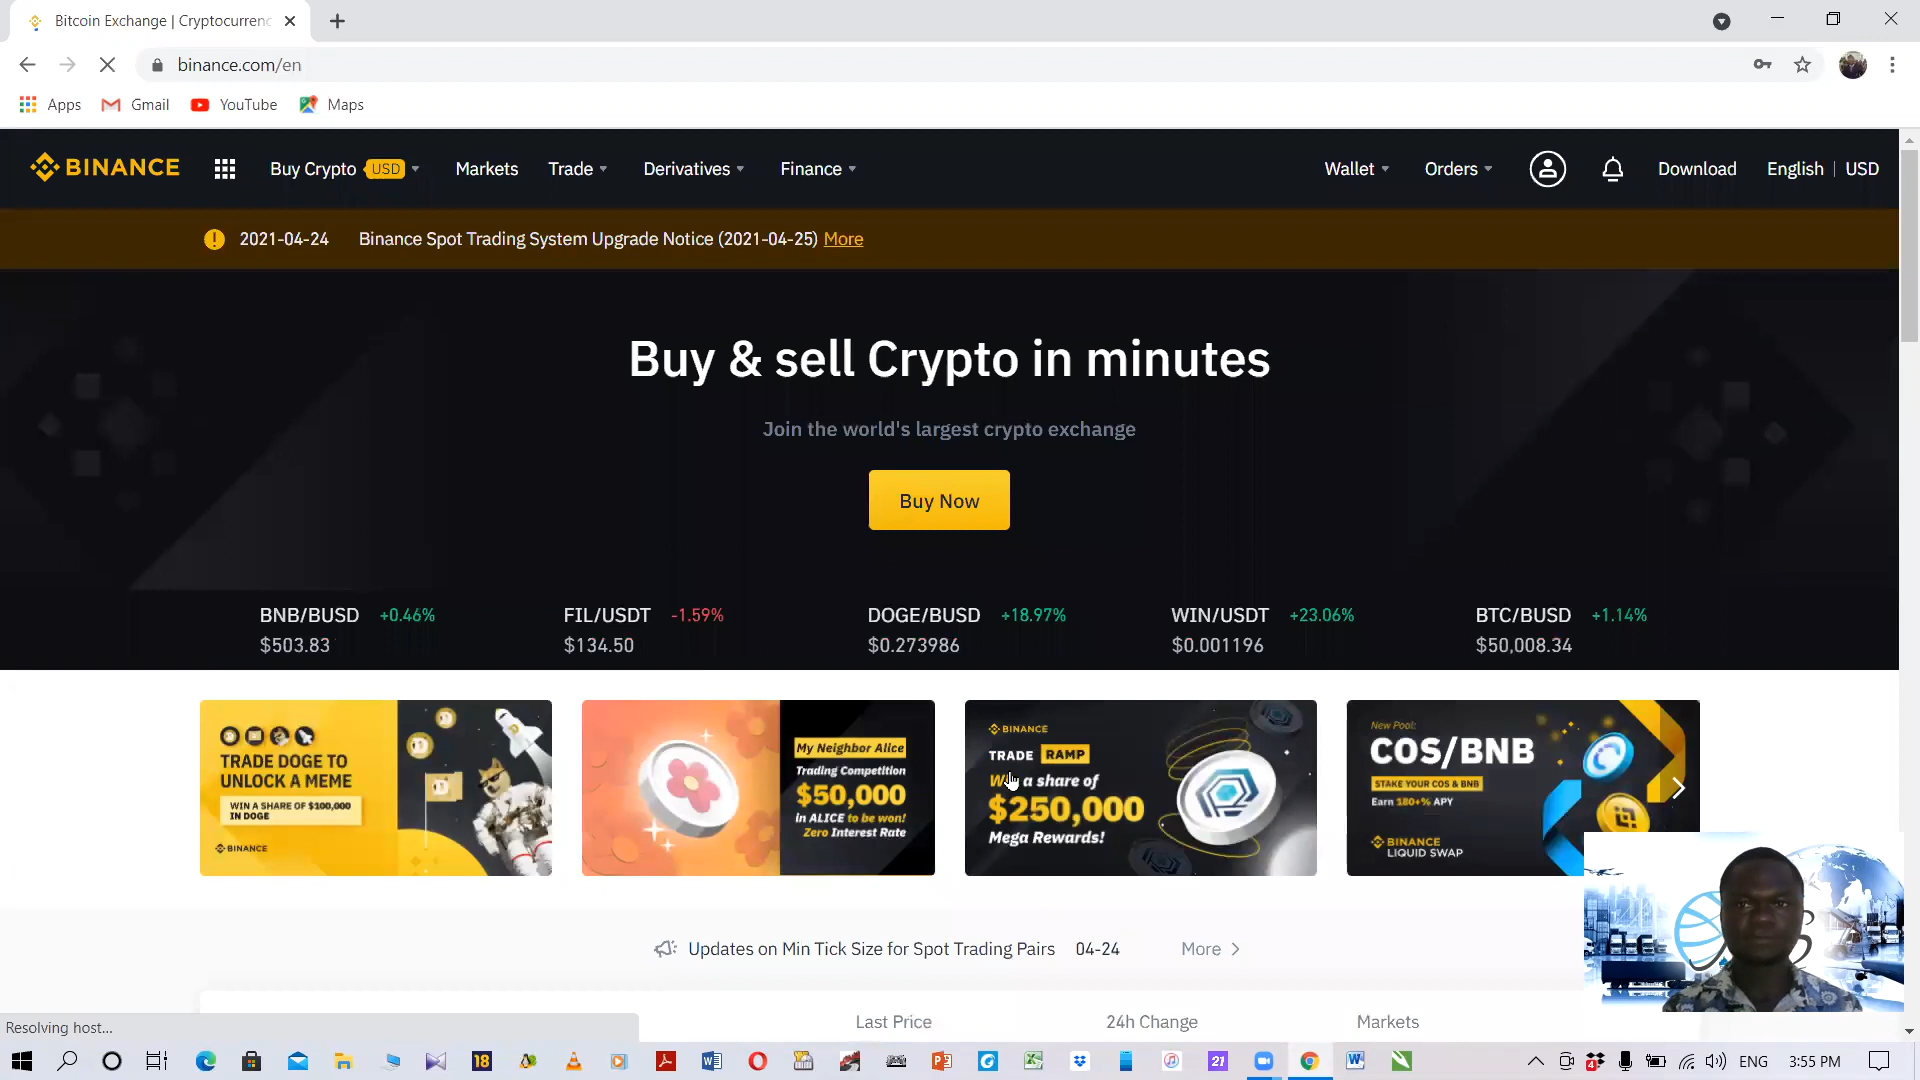 Bitcoin Exchange | Cryptocurrenc
binance.com/en
Apps
Gmail
YouTube
Maps
BINANCE
Buy Crypto USD
Markets
Trade
Derivatives
Finance
Wallet
Orders
Download
English | USD
2021-04-24 Binance Spot Trading System Upgrade Notice (2021-04-25) More
Buy & sell Crypto in minutes
Join the world's largest crypto exchange
Buy Now
BNB/BUSD +0.46%
$503.83
FIL/USDT -1.59%
$134.50
DOGE/BUSD +18.97%
$0.273986
WIN/USDT +23.06%
$0.001196
BTC/BUSD +1.14%
$50,008.34
TRADE DOGE TO
UNLOCK A MEME
WIN A SHARE OF $100,000
IN DOGE
BINANCE
My Neighbor Alice
Trading Competition
$50,000
in ALICE to be won!
Zero Interest Rate
BINANCE
TRADE RAMP
a share of
$250,000
Mega Rewards!
New Pool:
COS/BNB
STAKE YOUR COS & BNB
Earn 180+% APY
BINANCE
LIQUID SWAP
Updates on Min Tick Size for Spot Trading Pairs 04-24 More
Last Price
24h Change
Markets
Resolving host...
18
21
4
ENG
3:55 PM